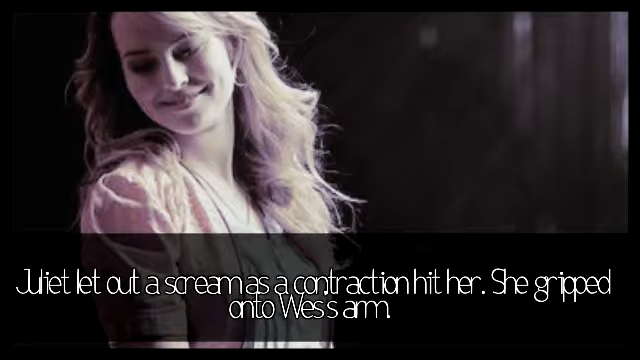 Juliet let out a scream as a contraction hit her. She gripped
onto Wes's arm.